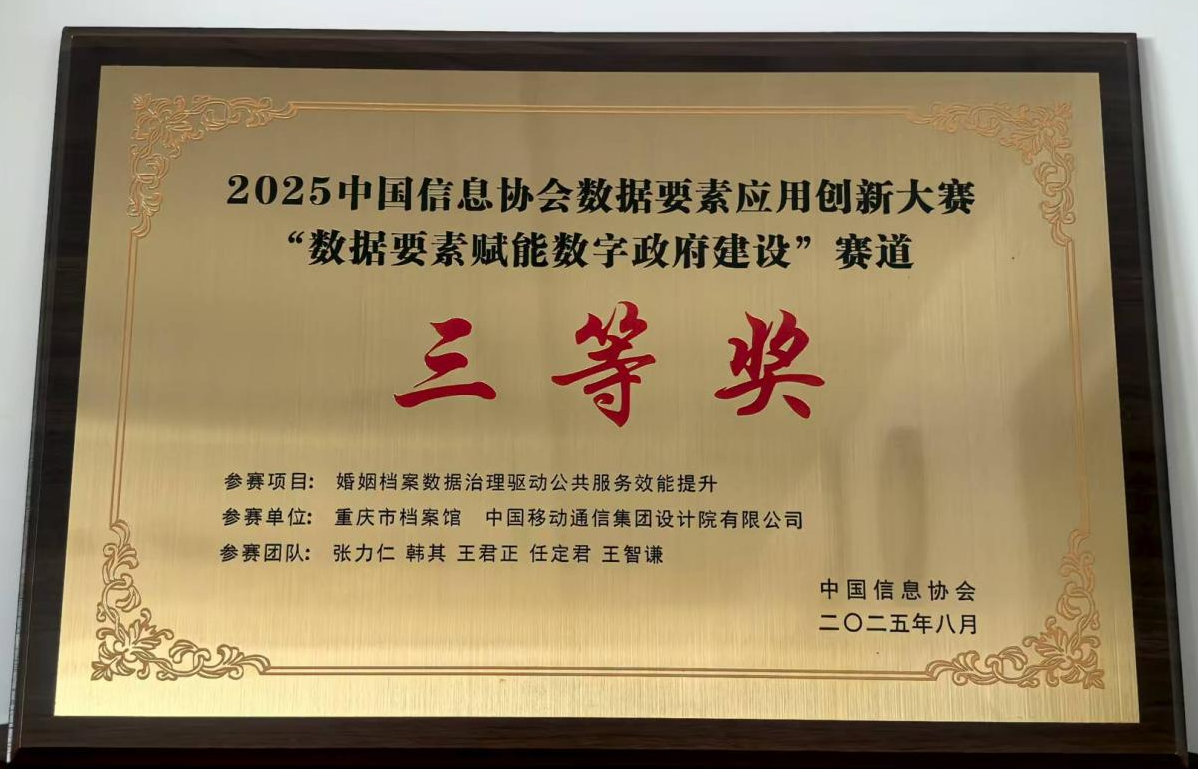 2025中国信息协会数据要素应用创新大赛
“数据要素赋能数字政府建设”赛道
三等奖
参赛项目: 婚姻档案数据治理驱动公共服务效能提升
参赛单位: 重庆市档案馆 中国移动通信集团设计院有限公司
参赛团队: 张力仁 韩其 王君正 任定君 王智谦
中国信息协会
二〇二五年八月